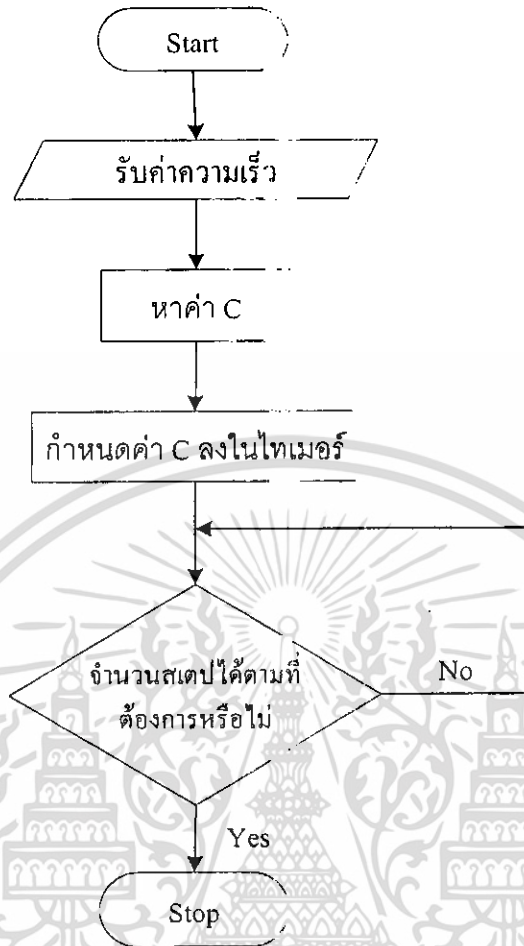 Start
รับค่าความเร็ว
หาค่า C
กำหนดค่า C ลงในไทเมอร์
จำนวนสเตปได้ตามที่
ต้องการหรือไม่
No
Yes
Stop